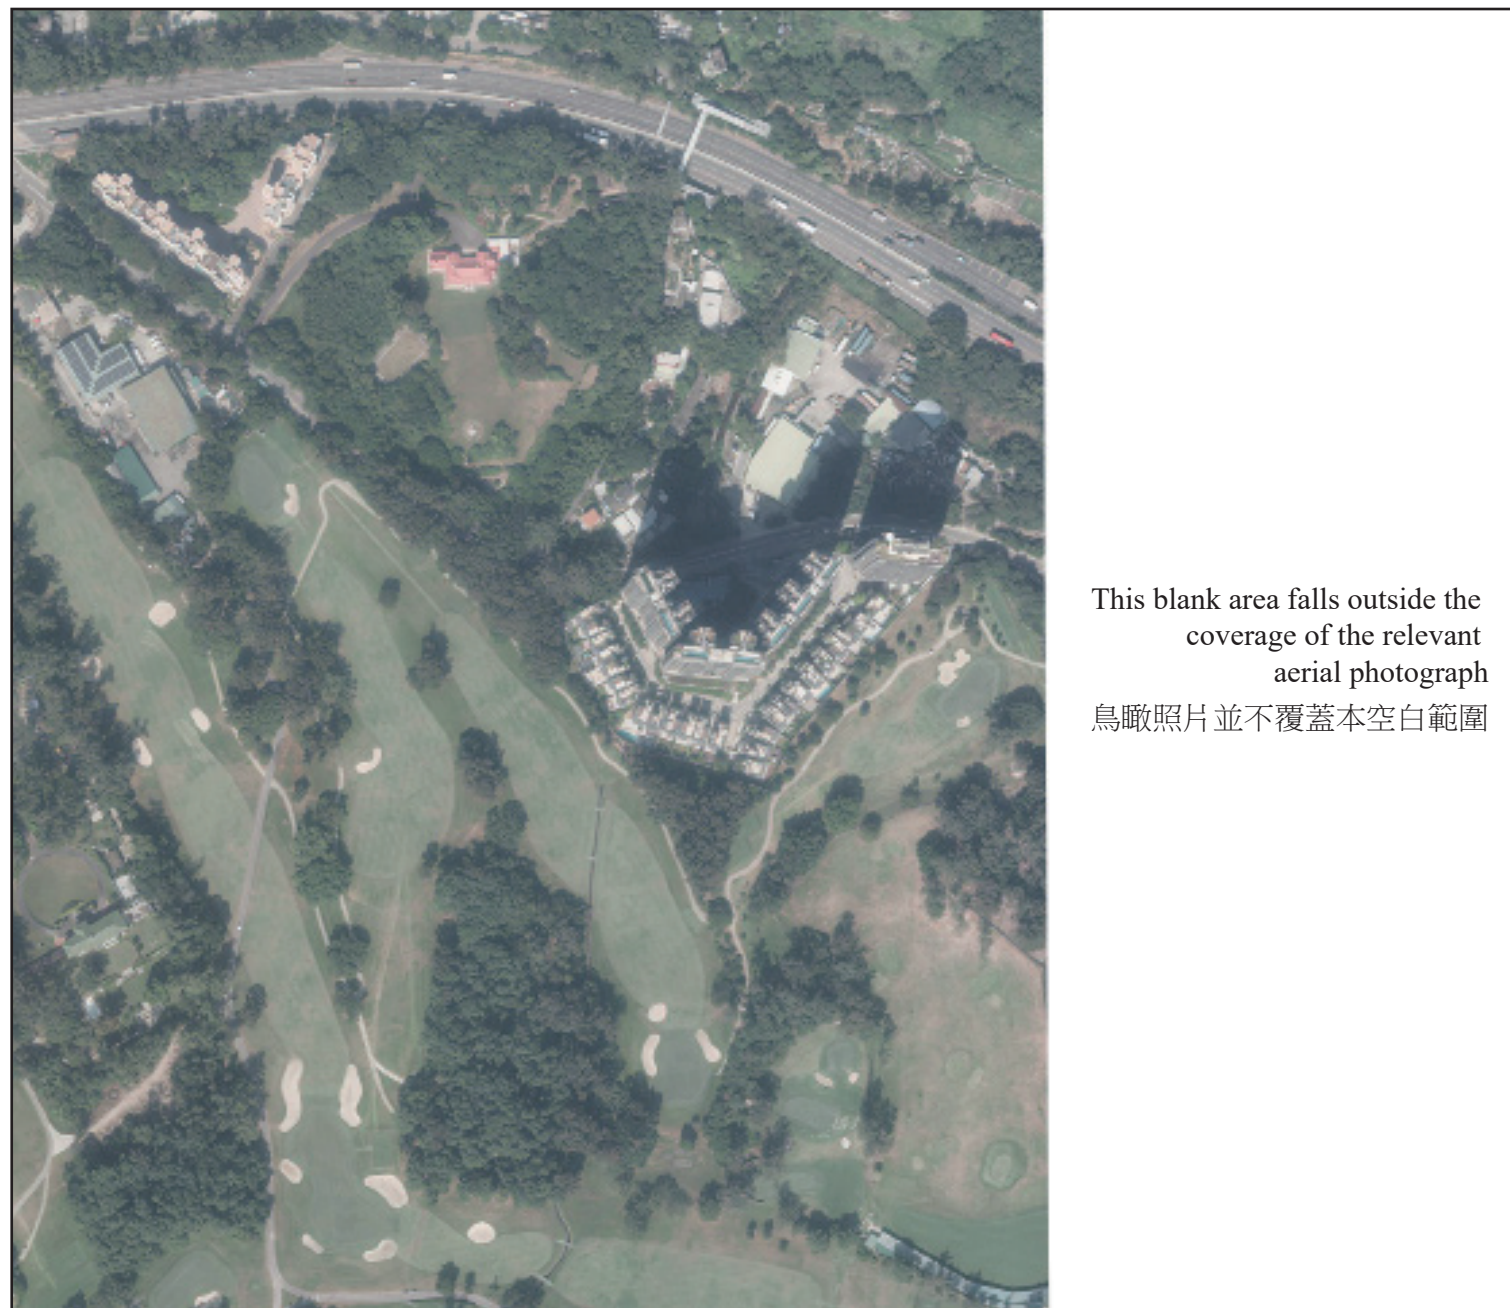 This blank area falls outside the
coverage of the relevant
aerial photograph
鳥瞰照片並不覆蓋本空白範圍